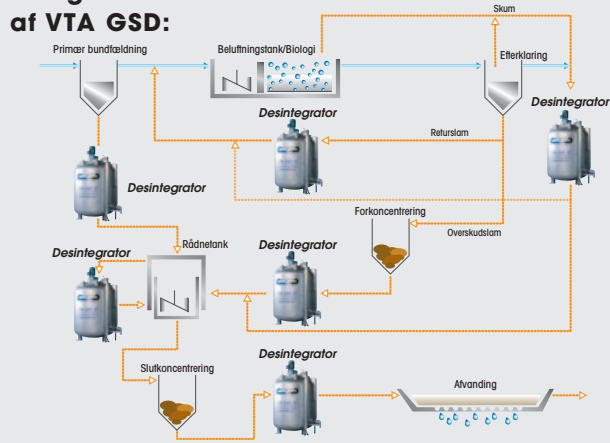 af VTA GSD:
Skum
Primær bundfældning
Beluftningstank/Biologi
Efterklaring
Desintegrator
Desintegrator
Returslam
Desintegrator
Forkoncentrering
Overskudslam
Rådnetank
Desintegrator
Desintegrator
Slutkoncentrering
Desintegrator
Afvanding